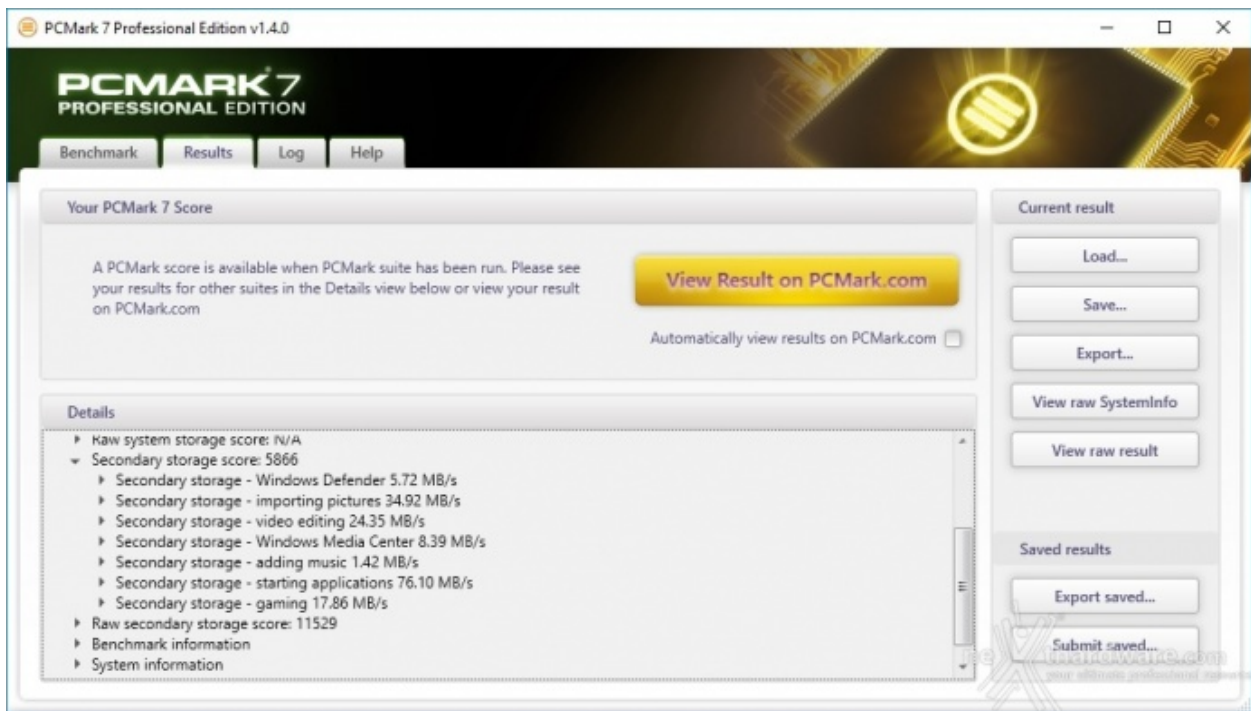 PCMark 7 Professional Edition v1.4.0
PCMARK 7
PROFESSIONAL EDITION
Benchmark Results Log Help
Your PCMark 7 Score
A PCMark score is available when PCMark suite has been run. Please see
your results for other suites in the Details view below or view your result
on PCMark.com
View Result on PCMark.com
Automatically view results on PCMark.com
Details
Raw system storage score: N/A
Secondary storage score: 5866
Secondary storage - Windows Defender 5.72 MB/s
Secondary storage - importing pictures 34.92 MB/s
Secondary storage - video editing 24.35 MB/s
Secondary storage - Windows Media Center 8.39 MB/s
Secondary storage - adding music 1.42 MB/s
Secondary storage - starting applications 76.10 MB/s
Secondary storage - gaming 17.86 MB/s
Raw secondary storage score: 11529
Benchmark information
System information
Current result
Load...
Save...
Export...
View raw SystemInfo
View raw result
Saved results
Export saved...
Submit saved...
your ultimate professional